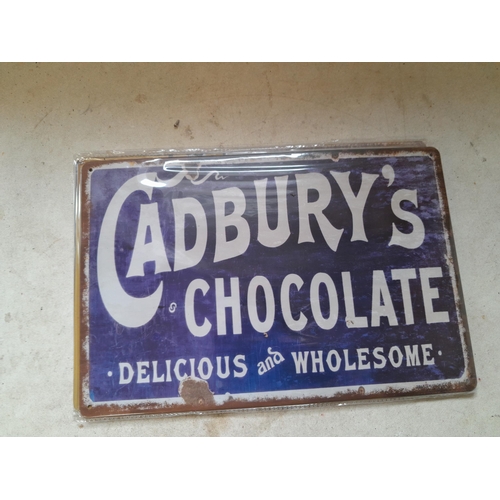 CADBURY'S
CHOCOLATE
· DELICIOUS and WHOLESOME ·